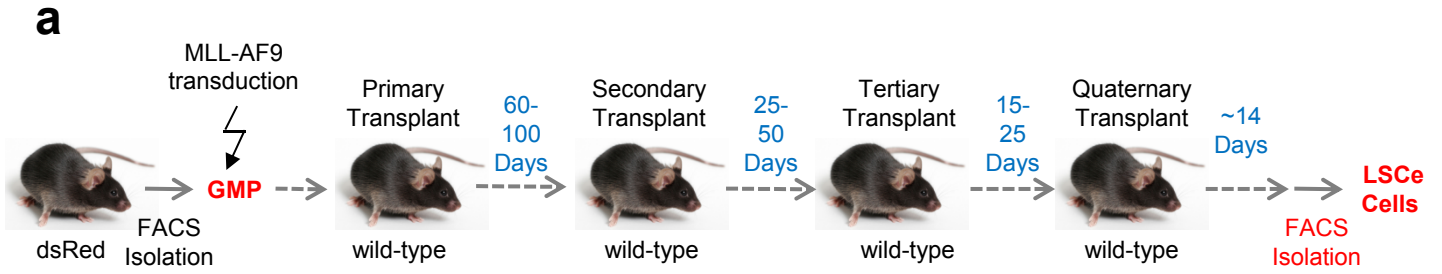 a
MLL-AF9
transduction
Primary
Transplant
60-
100
Days
Secondary
Transplant
25-
50
Days
Tertiary
Transplant
15-
25
Days
Quaternary
Transplant
~14
Days
GMP
LSCe
Cells
FACS
Isolation
FACS
Isolation
dsRed
wild-type
wild-type
wild-type
wild-type